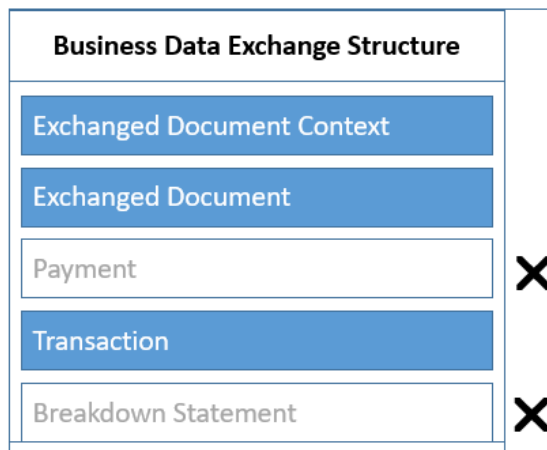 Business Data Exchange Structure
Exchanged Document Context
Exchanged Document
Payment
Transaction
Breakdown Statement